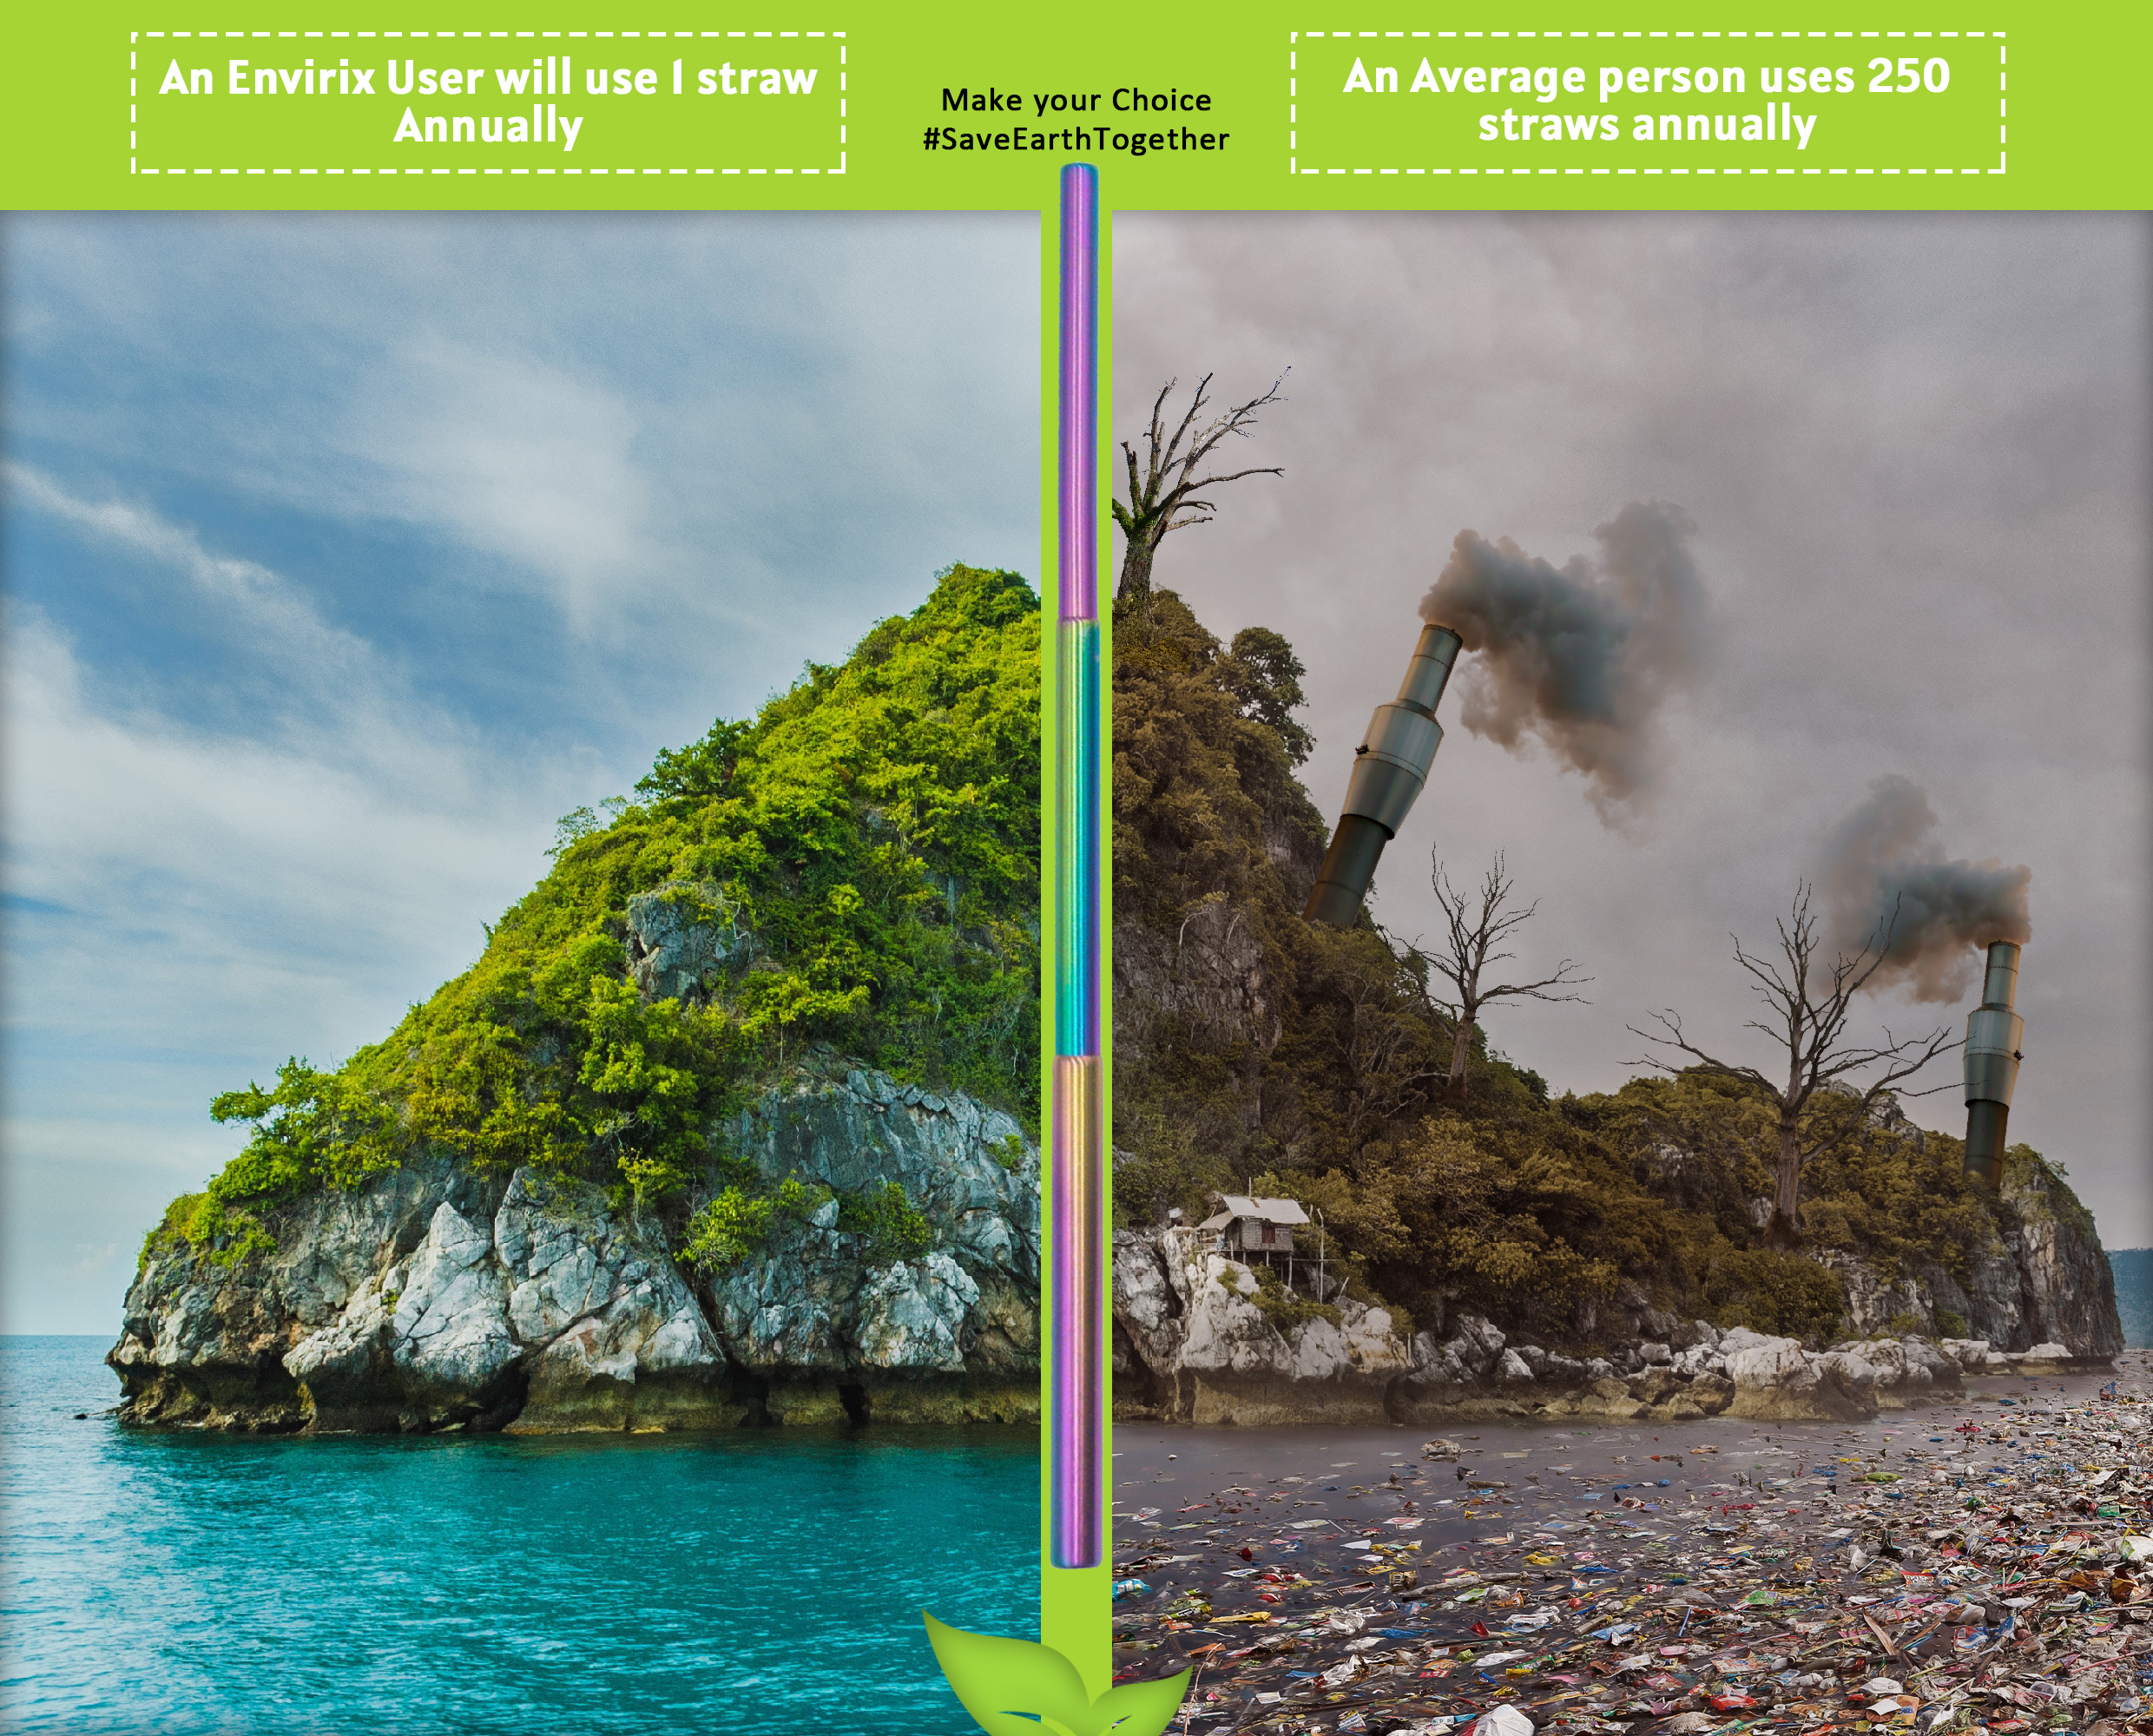 An Envirix User will use 1 straw
Annually
Make your Choice
#SaveEarthTogether
An Average person uses 250
straws annually